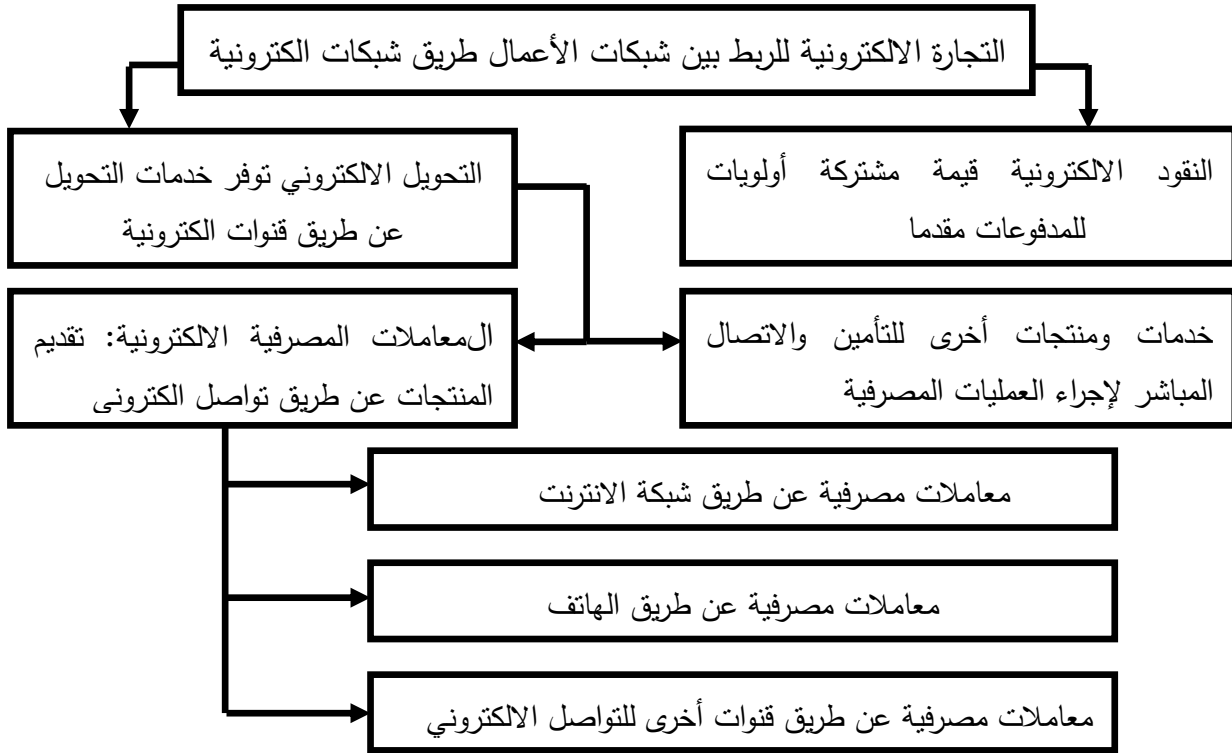 التجارة الالكترونية للربط بين شبكات الأعمال طريق شبكات الكترونية
النقود الالكترونية قيمة مشتركة أولويات
للمدفوعات مقدما
التحويل الالكتروني توفر خدمات التحويل
عن طريق قنوات الكترونية
خدمات ومنتجات أخرى للتأمين والاتصال
المباشر لإجراء العمليات المصرفية
المعاملات المصرفية الالكترونية: تقديم
المنتجات عن طريق تواصل الكتروني
معاملات مصرفية عن طريق شبكة الانترنت
معاملات مصرفية عن طريق الهاتف
معاملات مصرفية عن طريق قنوات أخرى للتواصل الالكتروني